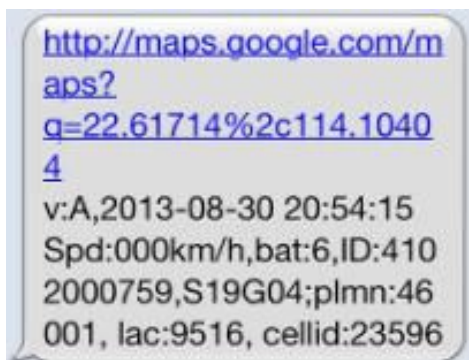 http://maps.google.com/m
aps?
q=22.61714%2c114.1040
4
v:A,2013-08-30 20:54:15
Spd:000km/h,bat:6,ID:410
2000759,S19G04;plmn:46
001, lac:9516, cellid:23596